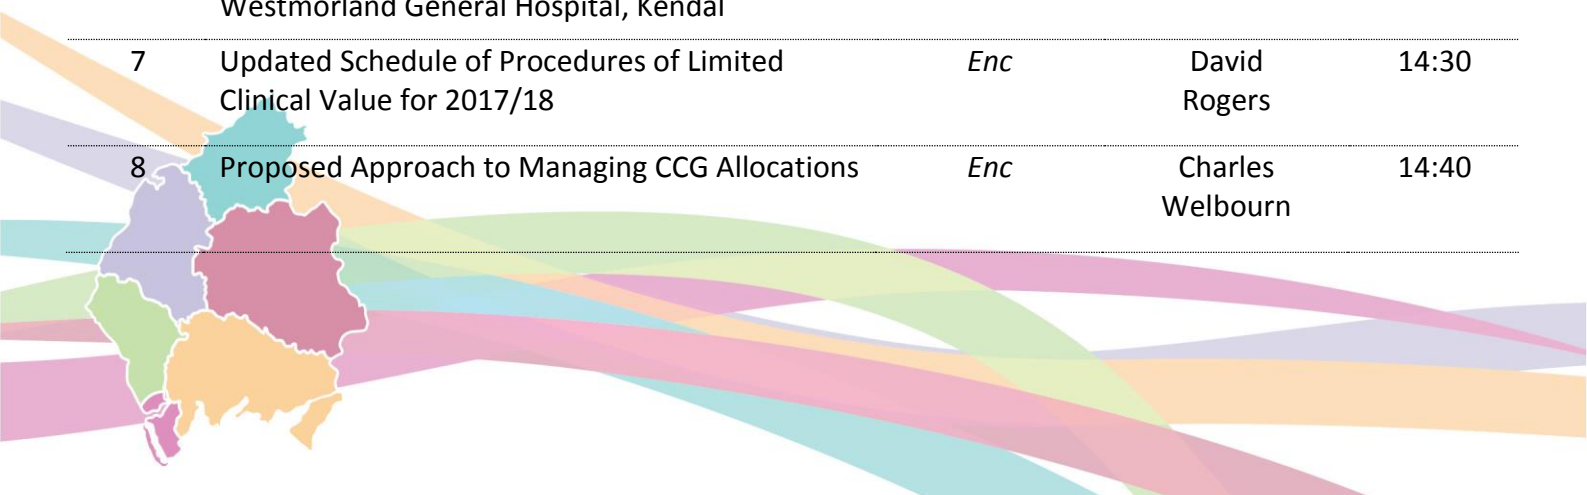 Westmorland General Hospital, Kendal
7 Updated Schedule of Procedures of Limited Enc David 14:30
Clinical Value for 2017/18 Rogers
8 Proposed Approach to Managing CCG Allocations Enc Charles 14:40
Welbourn